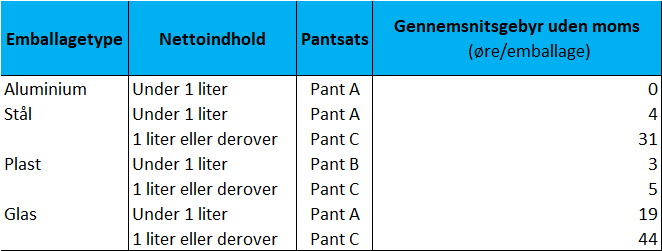 Emballagetype Nettoindhold Pantsats Gennemsnitsgebyr uden moms
(øre/emballage)
Aluminium Under 1 liter Pant A 0
Stål Under 1 liter Pant A 4
1 liter eller derover Pant C 31
Plast Under 1 liter Pant B 3
1 liter eller derover Pant C 5
Glas Under 1 liter Pant A 19
1 liter eller derover Pant C 44